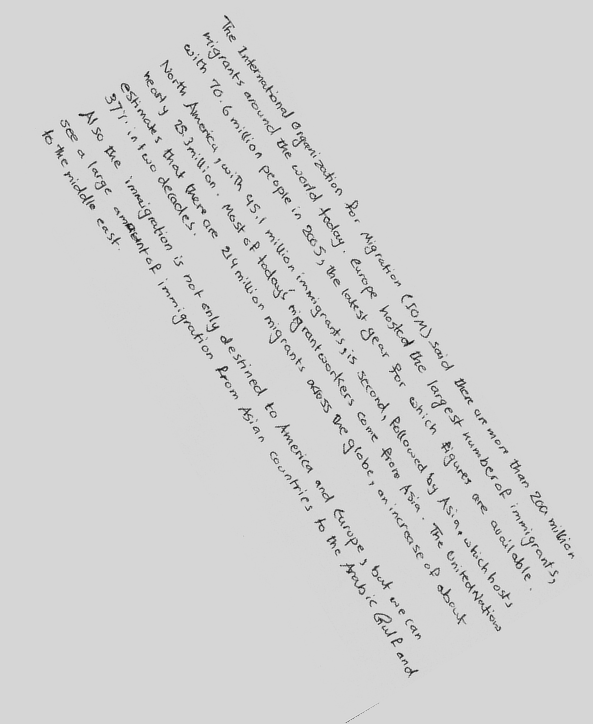 The International Organization for Migration (IOM) said there are more than 200 million
migrants around the world today. Europe hosted the largest number of immigrants,
with 70.6 million people in 2005, the latest year for which figures are available.
North America, with 45.1 million immigrants, is second, followed by Asia, which hosts
nearly 25.3 million. Most of todays migrant workers come from Asia. The United Nations
estimates that there are 214 million migrants across the globe, an increase of about
37% in two decades.
Also the immigration is not only destined to America and Europe, but we can
see a large amount of immigration from Asian countries to the Arabic Gulf and
to the middle east.